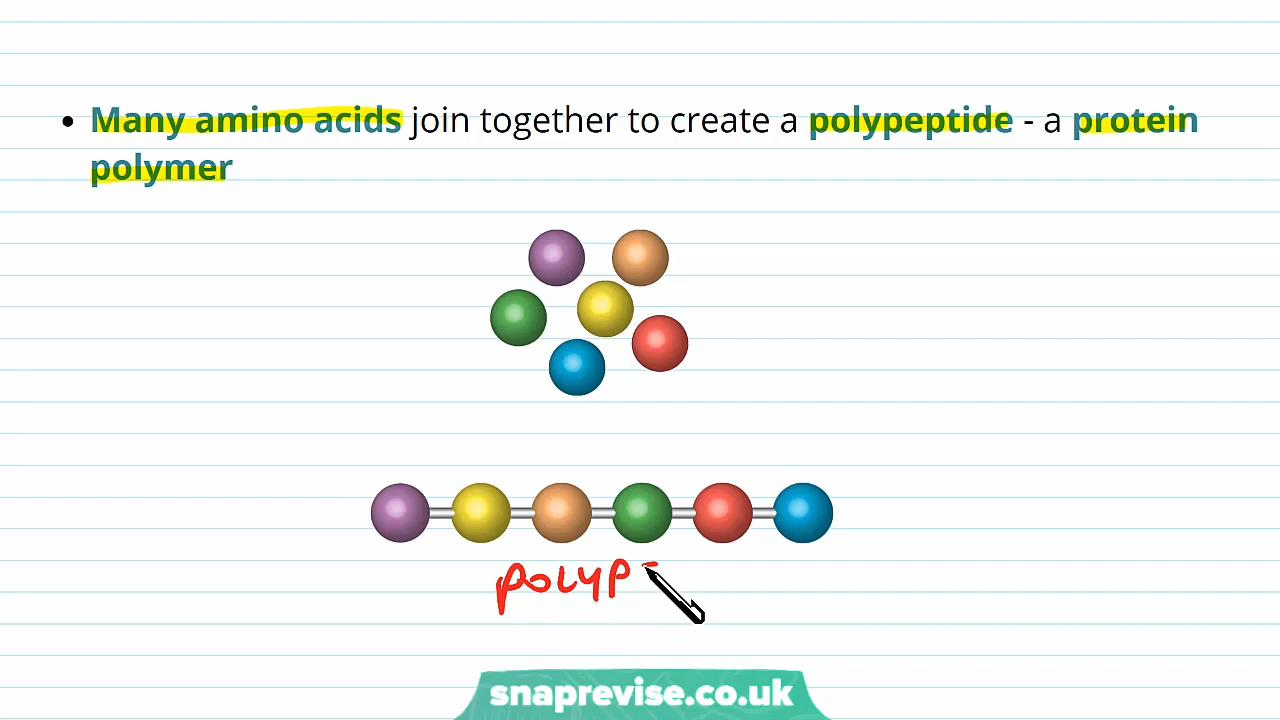 • Many amino acids join together to create a polypeptide - a protein
polymer
polyp
snaprevise.co.uk